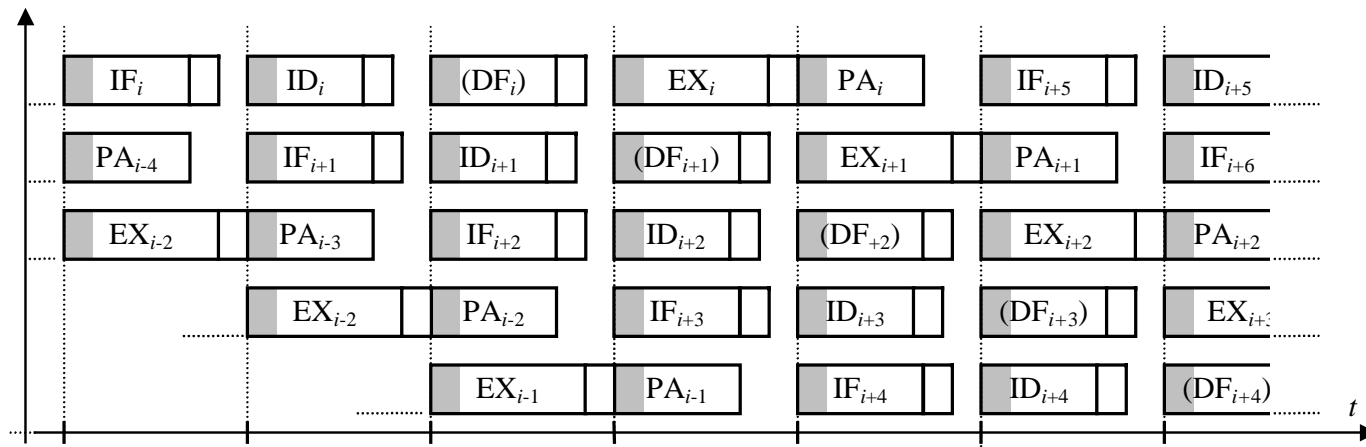 IFi IDi (DFi) EXi PAi IFi+5 IDi+5
PAi-4 IFi+1 IDi+1 (DFi+1) EXi+1 PAi+1 IFi+6
EXi-2 PAi-3 IFi+2 IDi+2 (DF+2) EXi+2 PAi+2
EXi-2 PAi-2 IFi+3 IDi+3 (DFi+3) EXi+3
EXi-1 PAi-1 IFi+4 IDi+4 (DFi+4)
t